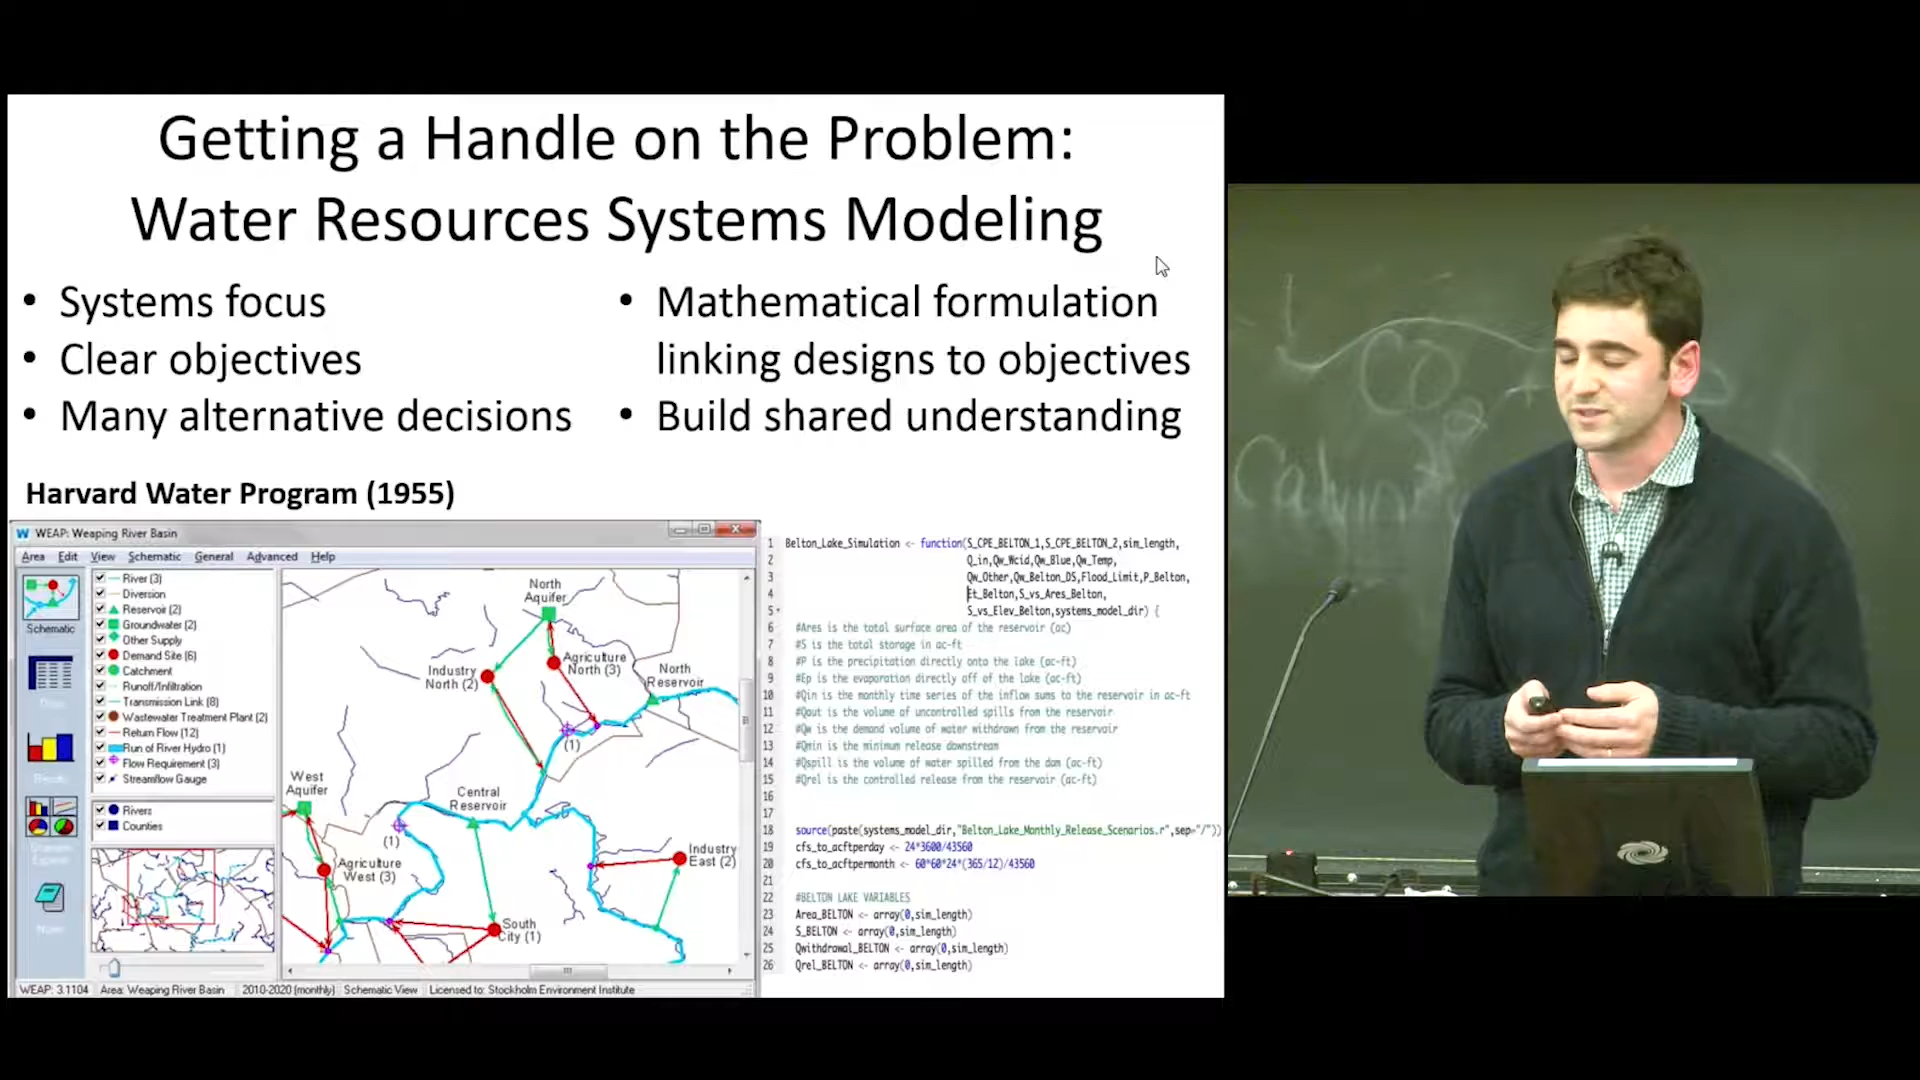 Getting a Handle on the Problem:
Water Resources Systems Modeling
• Systems focus
• Clear objectives
• Many alternative decisions
• Mathematical formulation
linking designs to objectives
• Build shared understanding
Harvard Water Program (1955)
WEAP: Weaping River Basin
Area Edit View Schematic General Advanced Help
Schematic
River (3)
Diversion
Reservoir (2)
Groundwater (2)
Other Supply
Demand Site (6)
Catchment
Runoff/Infiltration
Transmission Link (8)
Wastewater Treatment Plant (2)
Return Flow (12)
Run of River Hydro (1)
Flow Requirement (3)
Streamflow Gauge
Rivers
Counties
North
Aquifer
Industry
North (2)
Agriculture
North (3)
North
Reservoir
(1)
West
Aquifer
Central
Reservoir
(1)
Agriculture
West (3)
Industry
East (2)
South
City (1)
WEAP: 3.1104 Area: Weaping River Basin 2010-2020 (monthly) Schematic View Licensed to: Stockholm Environment Institute
1 Belton_Lake_Simulation <- function(S_CPE_BELTON_1,S_CPE_BELTON_2,sim_length,
2 Q_in,Qw_Wcid,Qw_Blue,Qw_Temp,
3 Qw_Other,Qw_Belton_DS,Flood_Limit,P_Belton,
4 Et_Belton,S_vs_Ares_Belton,
5 S_vs_Elev_Belton,systems_model_dir) {
6 #Ares is the total surface area of the reservoir (ac)
7 #S is the total storage in ac-ft
8 #P is the precipitation directly onto the lake (ac-ft)
9 #Ep is the evaporation directly off of the lake (ac-ft)
10 #Qin is the monthly time series of the inflow sums to the reservoir in ac-ft
11 #Qout is the volume of uncontrolled spills from the reservoir
12 #Qw is the demand volume of water withdrawn from the reservoir
13 #Qmin is the minimum release downstream
14 #Qspill is the volume of water spilled from the dam (ac-ft)
15 #Qrel is the controlled release from the reservoir (ac-ft)
16
17
18 source(paste(systems_model_dir,"Belton_Lake_Monthly_Release_Scenarios.r",sep="/"))
19 cfs_to_acftperday <- 24*3600/43560
20 cfs_to_acftpermonth <- 60*60*24*(365/12)/43560
21
22 #BELTON LAKE VARIABLES
23 Area_BELTON <- array(0,sim_length)
24 S_BELTON <- array(0,sim_length)
25 Qwithdrawal_BELTON <- array(0,sim_length)
26 Qrel_BELTON <- array(0,sim_length)
Co2
Calvin